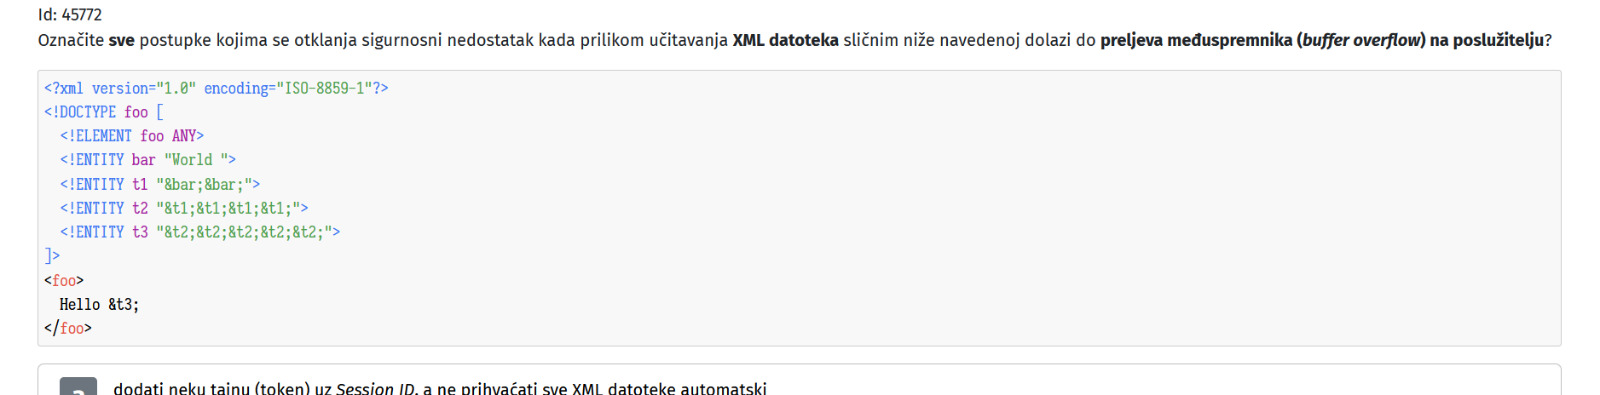 Id: 45772
Označite sve postupke kojima se otklanja sigurnosni nedostatak kada prilikom učitavanja XML datoteka sličnim niže navedenoj dolazi do preljeva međuspremnika (buffer overflow) na poslužitelju?
<?xml version="1.0" encoding="ISO-8859-1"?>
<!DOCTYPE foo [
<!ELEMENT foo ANY>
<!ENTITY bar "World ">
<!ENTITY t1 "&bar;&bar;">
<!ENTITY t2 "&t1;&t1;&t1;&t1;">
<!ENTITY t3 "&t2;&t2;&t2;&t2;&t2;">
]>
<foo>
Hello &t3;
</foo>
dodati neku tajnu (token) uz Session ID, a ne prihvaćati sve XML datoteke automatski